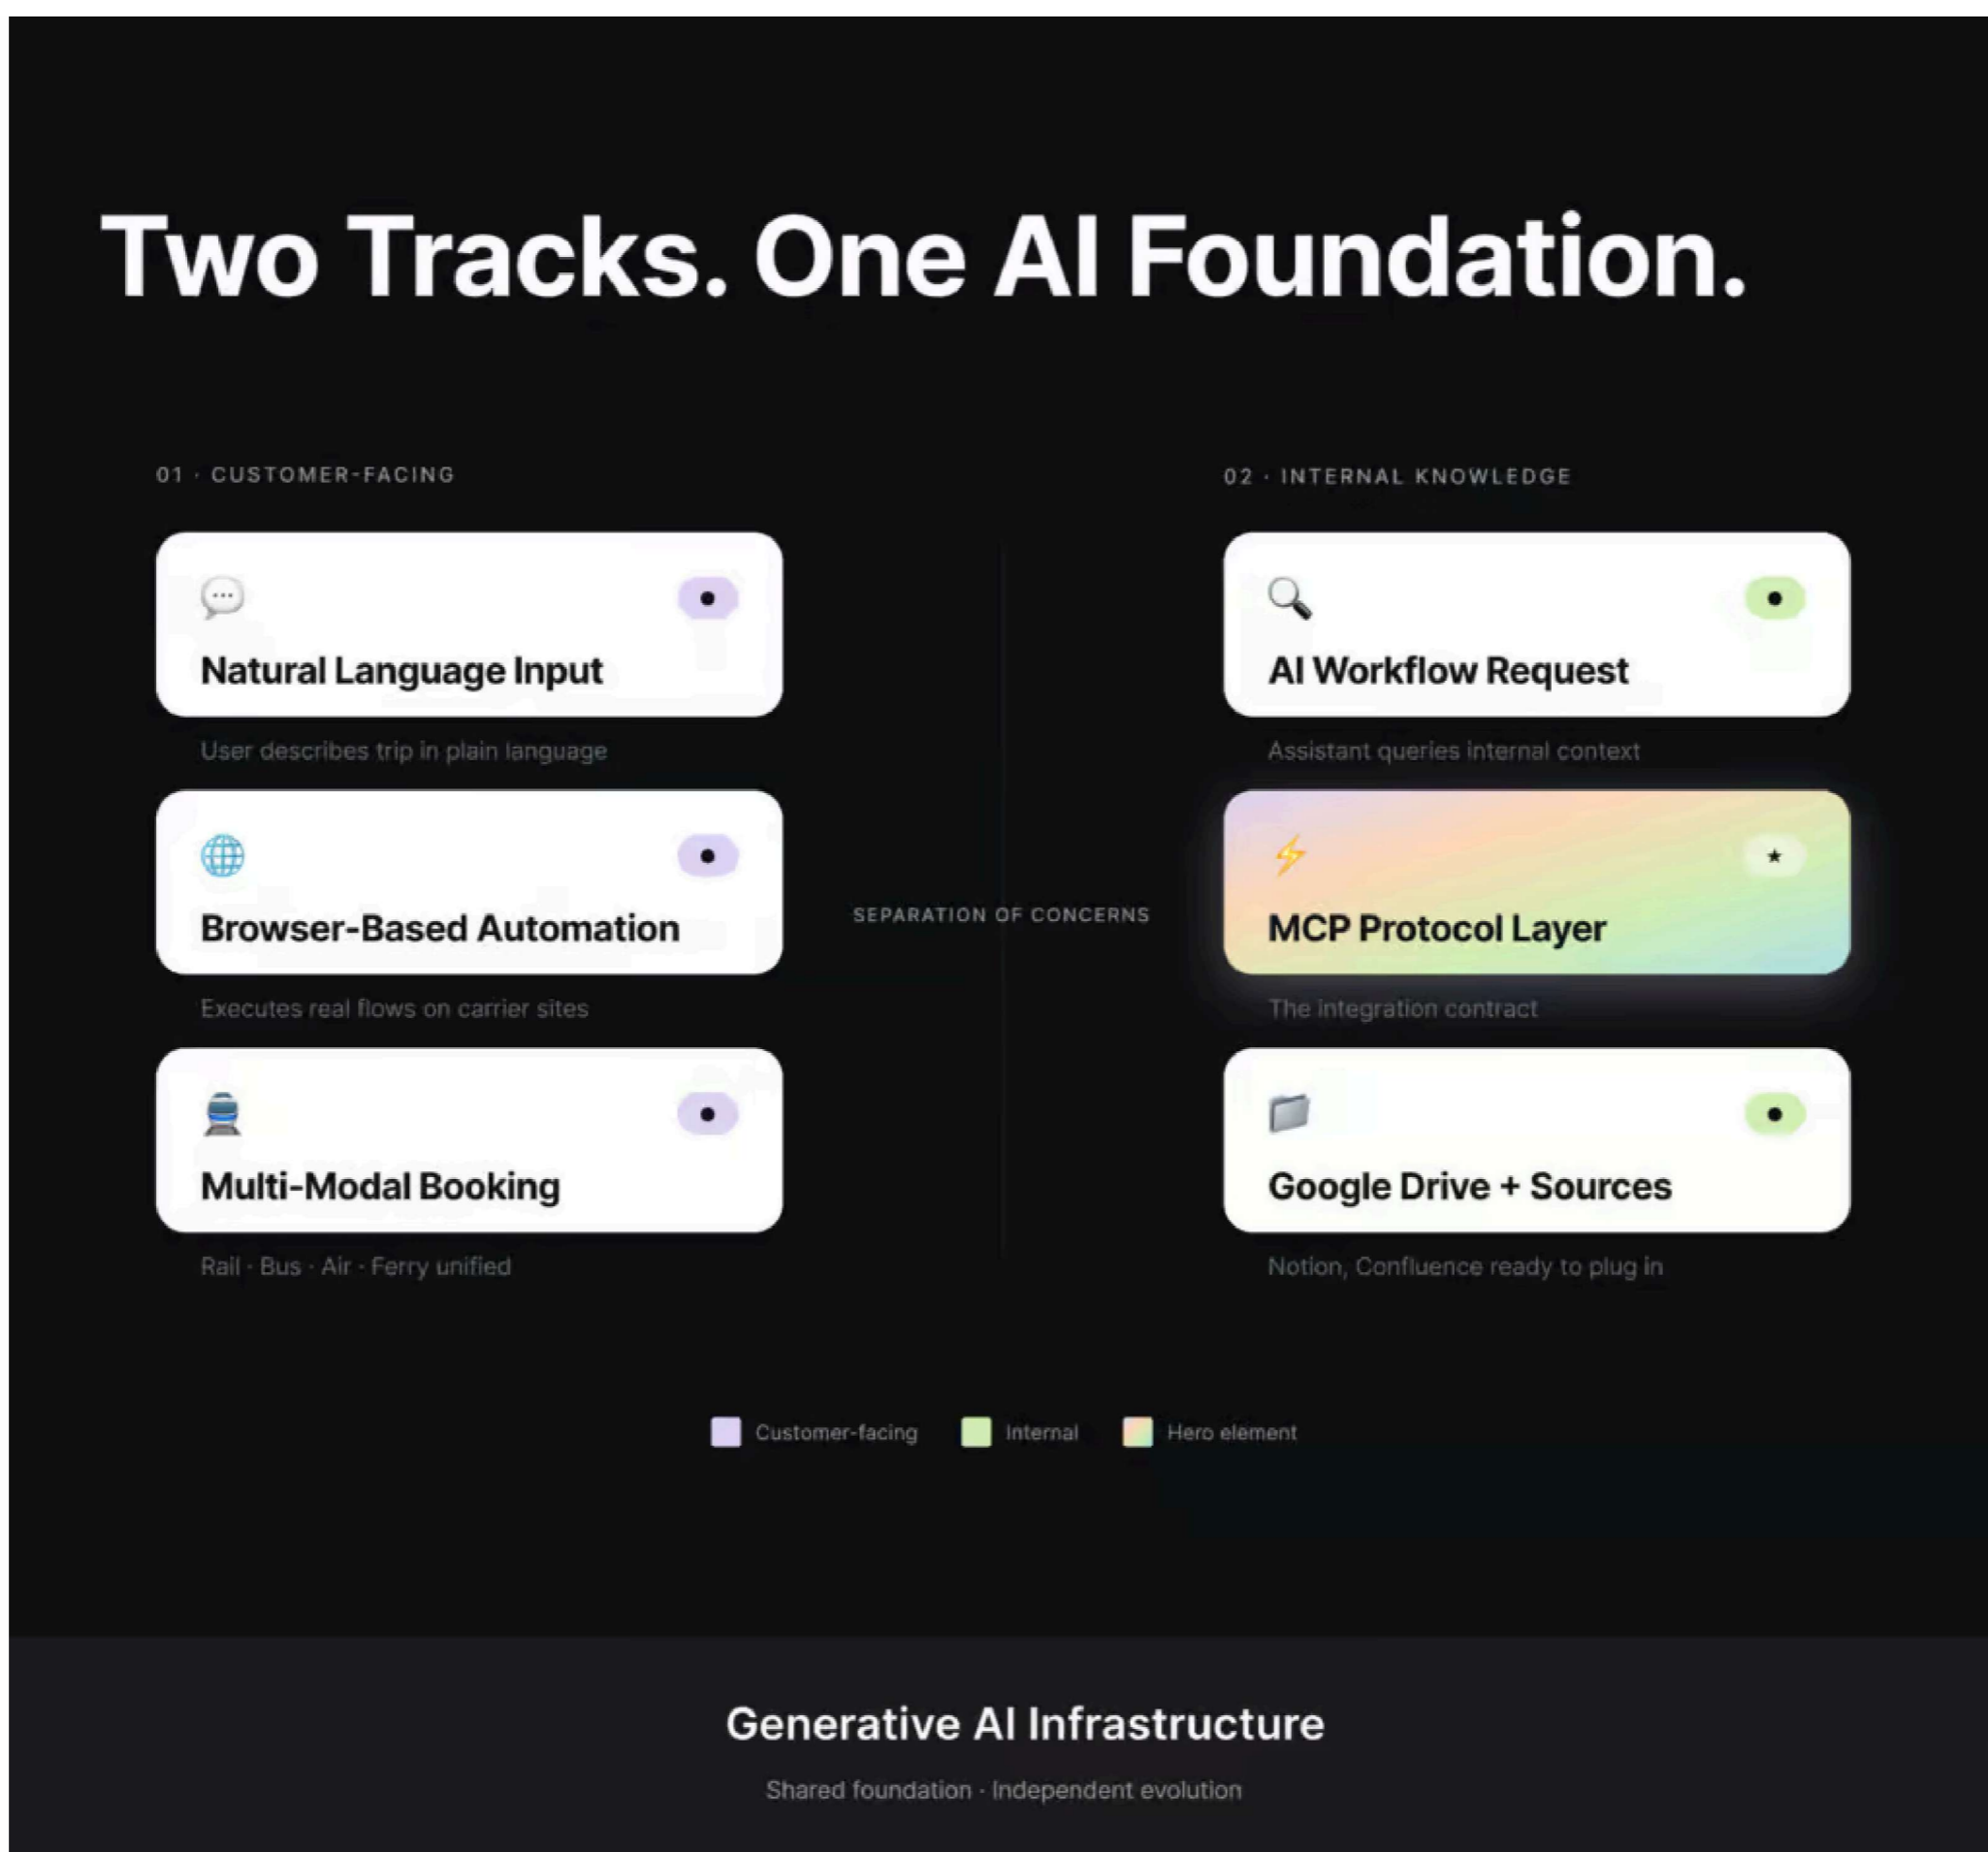 Two Tracks. One AI Foundation.
01 · CUSTOMER-FACING
Natural Language Input
User describes trip in plain language
Browser-Based Automation
Executes real flows on carrier sites
Multi-Modal Booking
Rail · Bus · Air · Ferry unified
SEPARATION OF CONCERNS
02 · INTERNAL KNOWLEDGE
AI Workflow Request
Assistant queries internal context
MCP Protocol Layer
The integration contract
Google Drive + Sources
Notion, Confluence ready to plug in
Customer-facing
Internal
Hero element
Generative AI Infrastructure
Shared foundation · Independent evolution